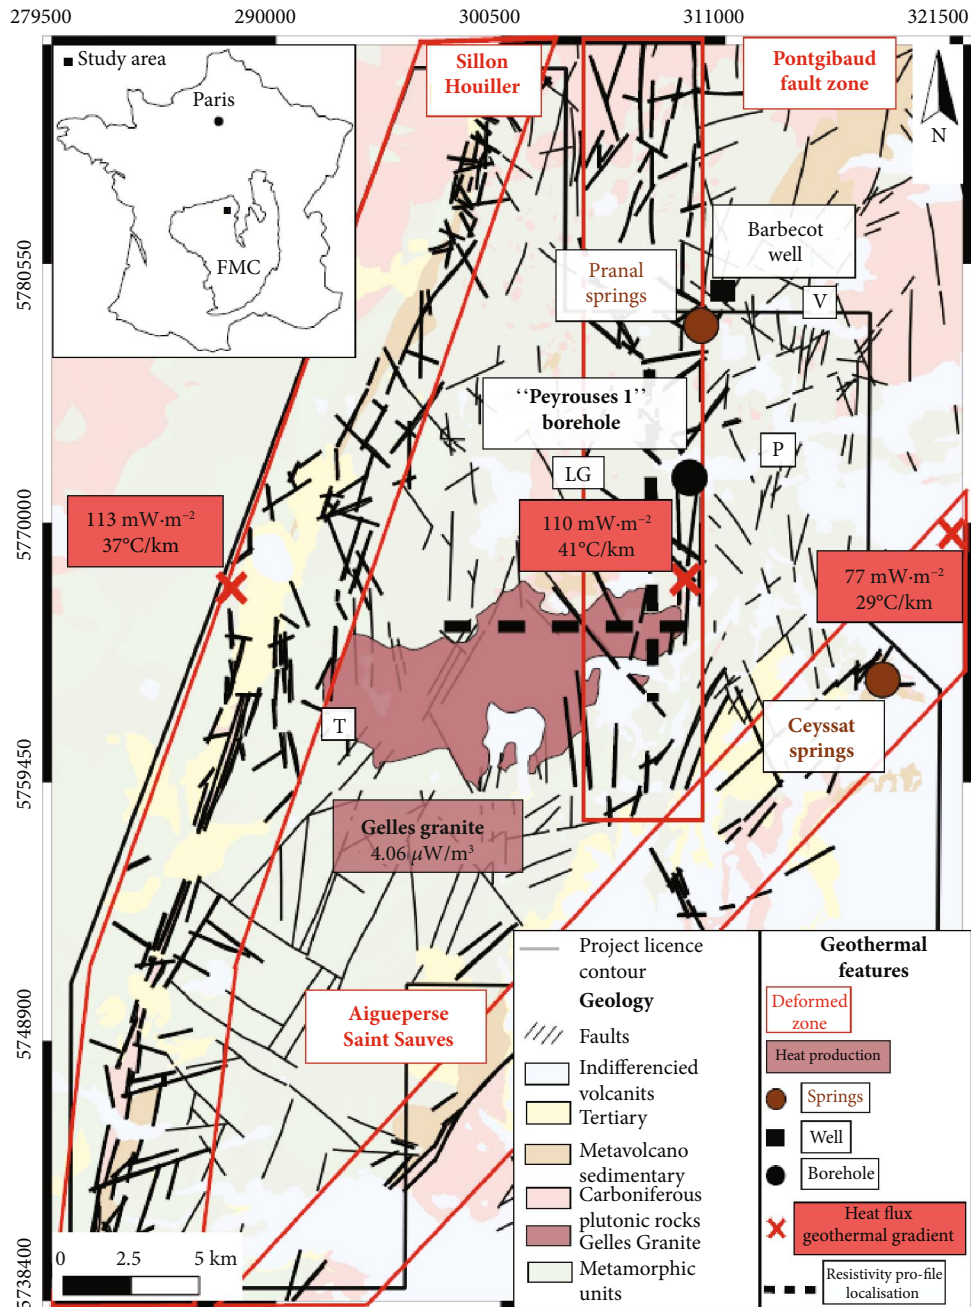 279500 290000 300500 311000 321500
Study area
Paris
FMC
Sillon
Houiller
Pontgibaud
fault zone
N
5780550
5770000
5759450
5748900
5738400
Barbecot
well
Pranal
springs
V
“Peyrouses 1”
borehole
P
LG
113 mW·m⁻²
37°C/km
110 mW·m⁻²
41°C/km
77 mW·m⁻²
29°C/km
T
Ceyssat
springs
Gelles granite
4.06 μW/m³
Aigueperse
Saint Sauves
0 2.5 5 km
Project licence
contour
Geology
Faults
Indifferencied
volcanits
Tertiary
Metavolcano
sedimentary
Carboniferous
plutonic rocks
Gelles Granite
Metamorphic
units
Geothermal
features
Deformed
zone
Heat production
Springs
Well
Borehole
Heat flux
geothermal gradient
Resistivity pro-file
localisation